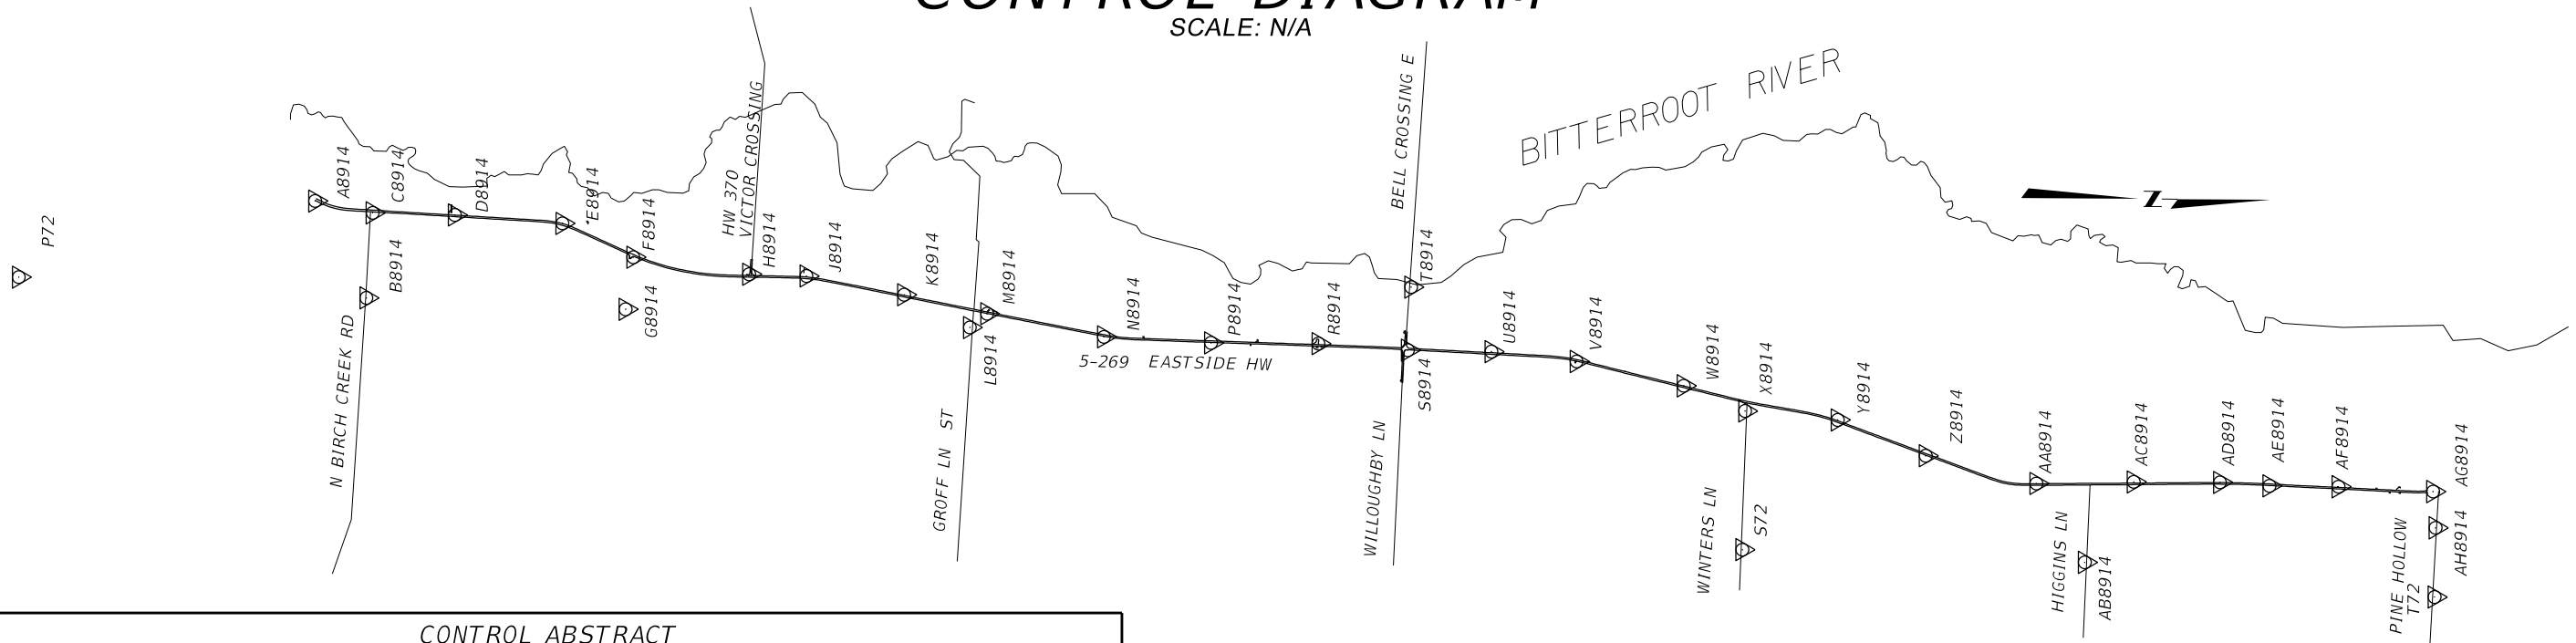 CONTROL DIAGRAM
SCALE: N/A
BITTERROOT RIVER
BELL CROSSING E
HW 370
VICTOR CROSSING
N
P72
A8914
C8914
D8914
E8914
F8914
B8914
G8914
H8914
J8914
K8914
M8914
L8914
N8914
P8914
R8914
T8914
S8914
U8914
V8914
W8914
X8914
Y8914
Z8914
AA8914
AC8914
AD8914
AE8914
AF8914
AG8914
AH8914
AB8914
S72
T72
5-269 EASTSIDE HW
N BIRCH CREEK RD
GROFF LN ST
WILLOUGHBY LN
WINTERS LN
HIGGINS LN
PINE HOLLOW
CONTROL ABSTRACT